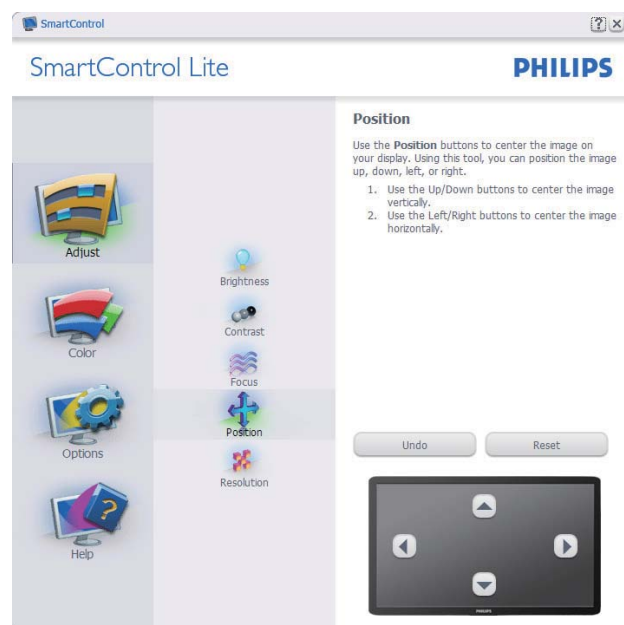 SmartControl
SmartControl Lite
PHILIPS
Adjust
Color
Options
Help
Brightness
Contrast
Focus
Position
Resolution
Position
Use the Position buttons to center the image on
your display. Using this tool, you can position the image
up, down, left, or right.
1. Use the Up/Down buttons to center the image
vertically.
2. Use the Left/Right buttons to center the image
horizontally.
Undo
Reset
PHILIPS